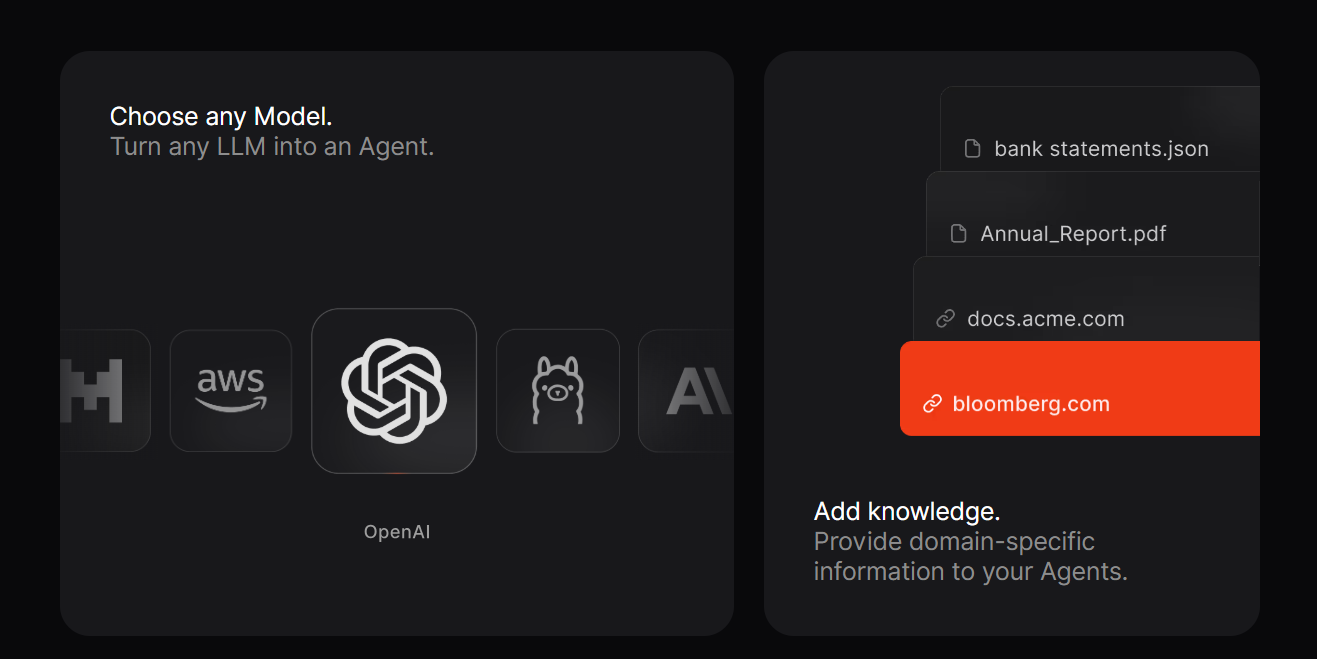 Choose any Model.
Turn any LLM into an Agent.
aws
OpenAI
bank statements.json
Annual_Report.pdf
docs.acme.com
bloomberg.com
Add knowledge.
Provide domain-specific
information to your Agents.